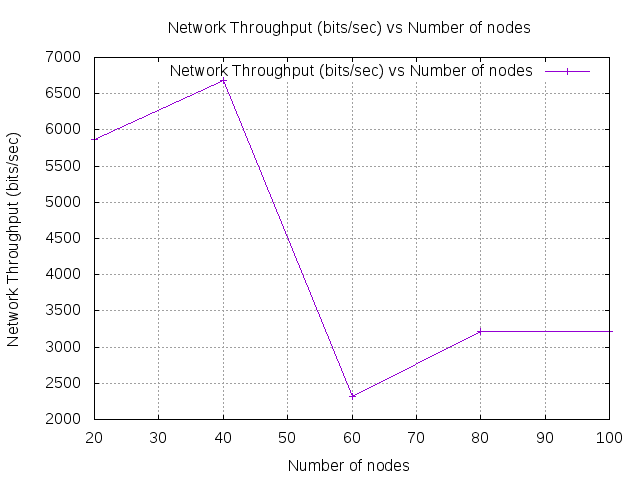 Network Throughput (bits/sec) vs Number of nodes
Network Throughput (bits/sec) vs Number of nodes
7000
6500
6000
5500
5000
4500
4000
3500
3000
2500
2000
Network Throughput (bits/sec)
20 30 40 50 60 70 80 90 100
Number of nodes